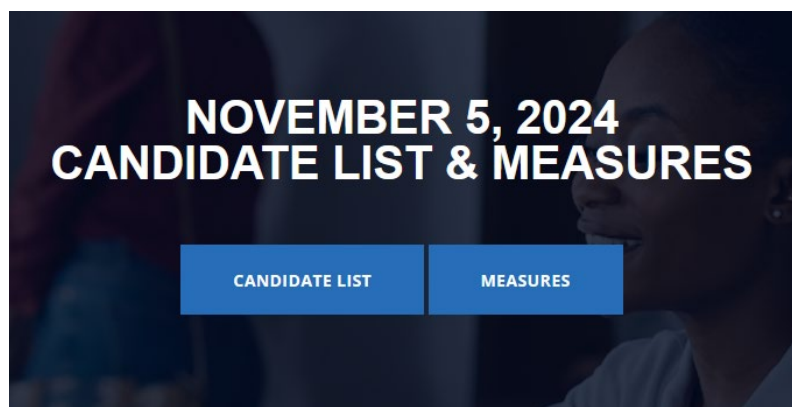 NOVEMBER 5, 2024
CANDIDATE LIST & MEASURES
CANDIDATE LIST
MEASURES